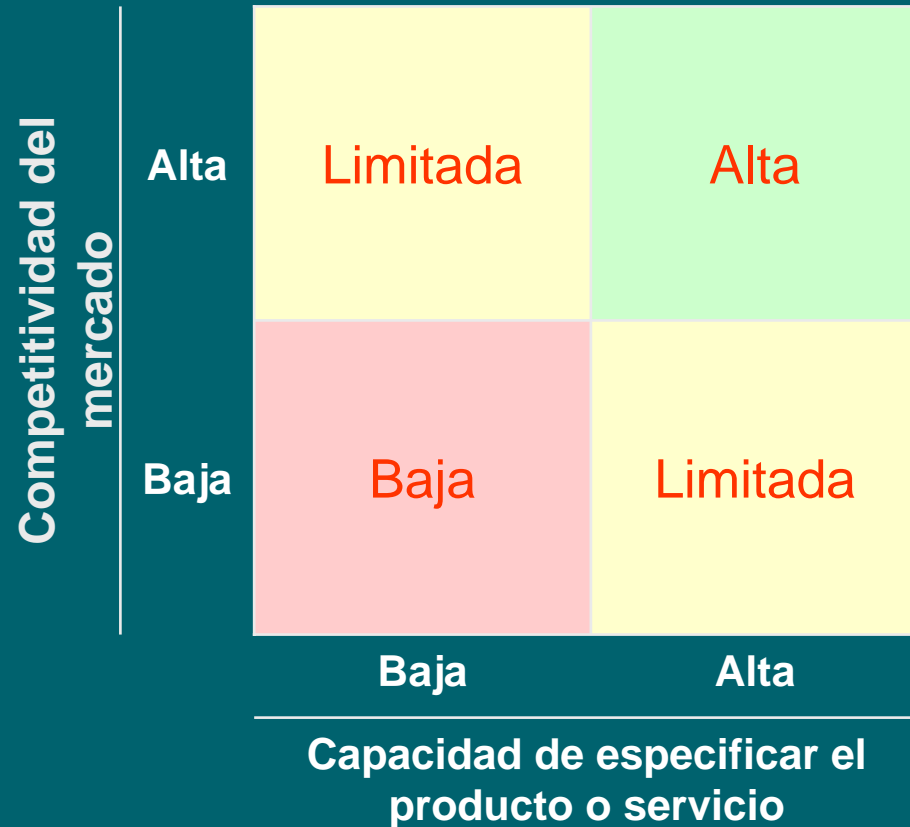 Competitividad del
mercado
Alta
Limitada
Alta
Baja
Baja
Limitada
Baja
Alta
Capacidad de especificar el
producto o servicio